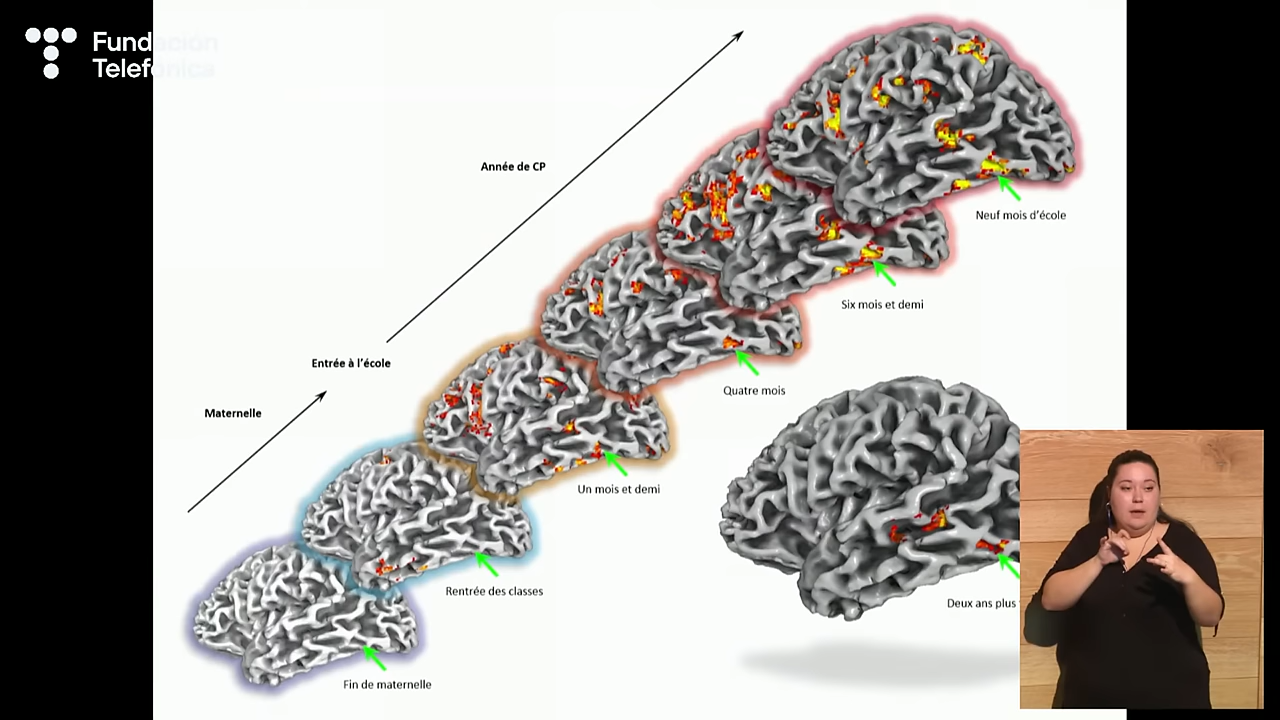 Fundación
Telefónica
Année de CP
Neuf mois d'école
Six mois et demi
Entrée à l'école
Quatre mois
Maternelle
Un mois et demi
Rentrée des classes
Deux ans plus
Fin de maternelle